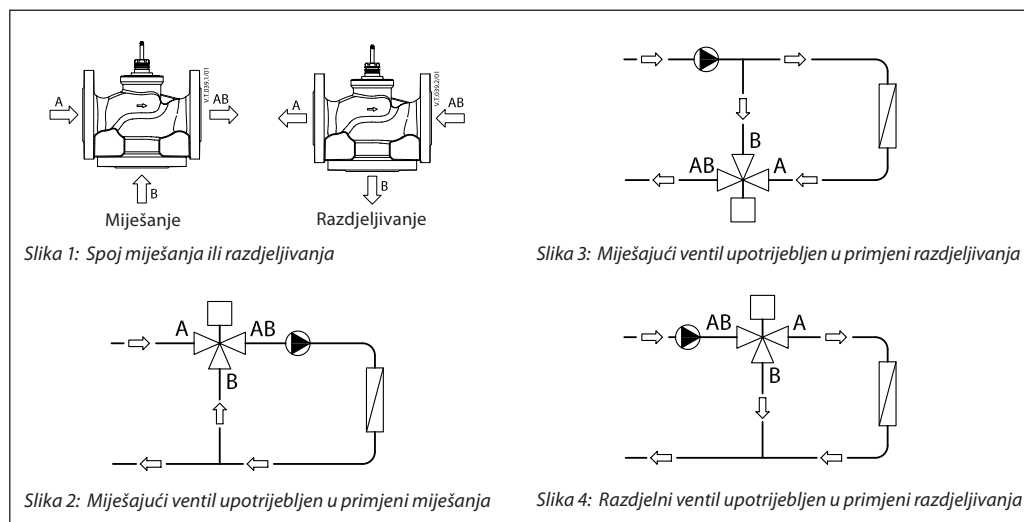 A
AB
V.T.039.1/01
B
Miješanje
A
AB
V.T.039.2/01
B
Razdjeljivanje
Slika 1: Spoj miješanja ili razdjeljivanja
B
AB
A
Slika 3: Miješajući ventil upotrijebljen u primjeni razdjeljivanja
A
AB
B
Slika 2: Miješajući ventil upotrijebljen u primjeni miješanja
AB
A
B
Slika 4: Razdjelni ventil upotrijebljen u primjeni razdjeljivanja